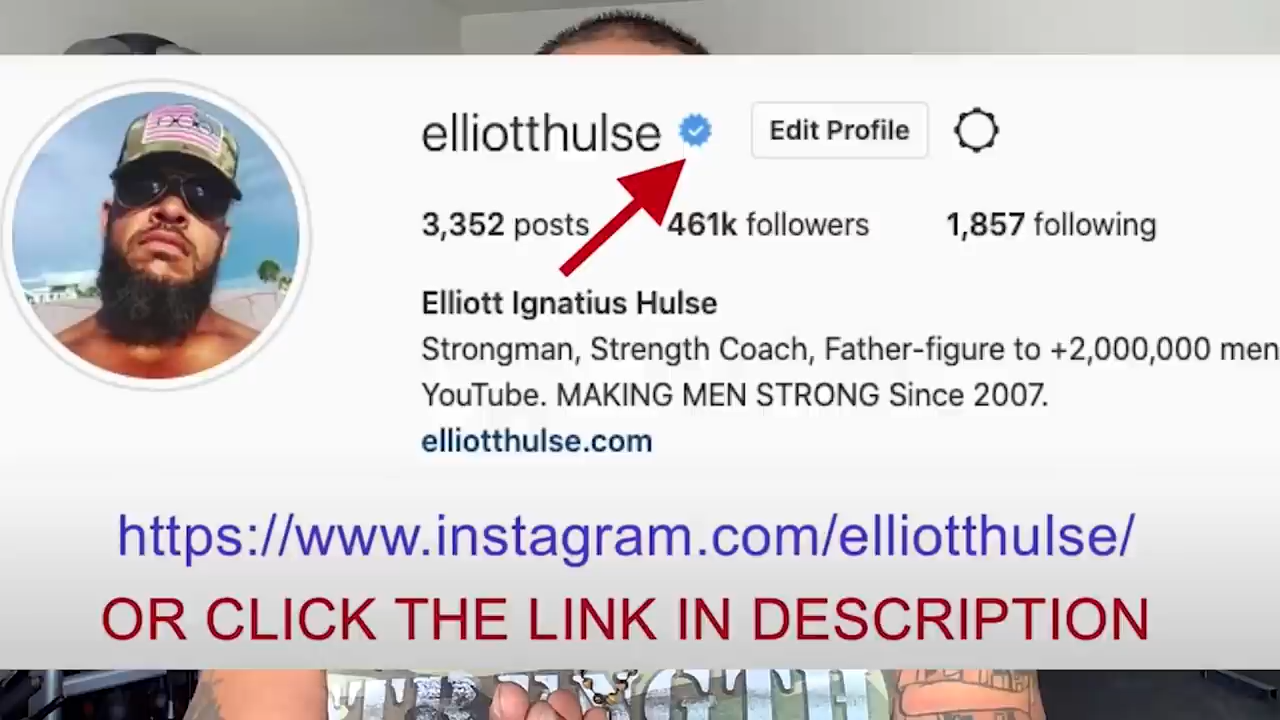 elliotthulse Edit Profile
3,352 posts 461k followers 1,857 following
Elliott Ignatius Hulse
Strongman, Strength Coach, Father-figure to +2,000,000 men
YouTube. MAKING MEN STRONG Since 2007.
elliotthulse.com
https://www.instagram.com/elliotthulse/
OR CLICK THE LINK IN DESCRIPTION